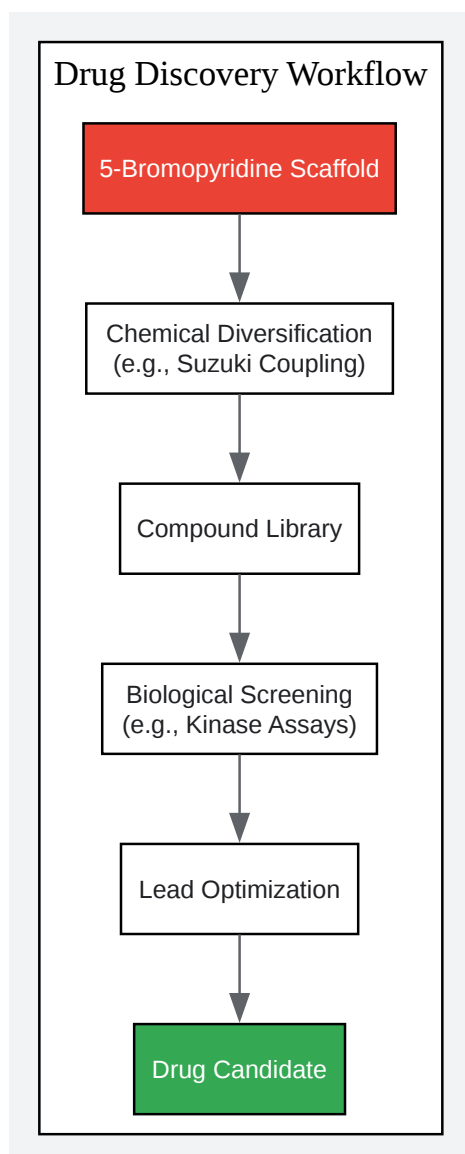 Drug Discovery Workflow
5-Bromopyridine Scaffold
Chemical Diversification
(e.g., Suzuki Coupling)
Compound Library
Biological Screening
(e.g., Kinase Assays)
Lead Optimization
Drug Candidate